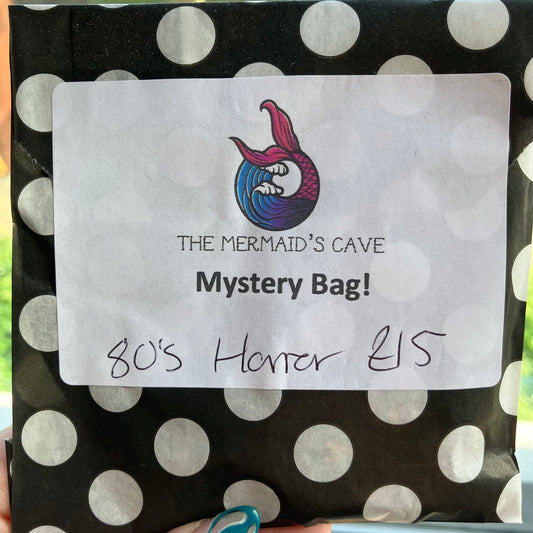 THE MERMAID'S CAVE
Mystery Bag!
80's Horror £15